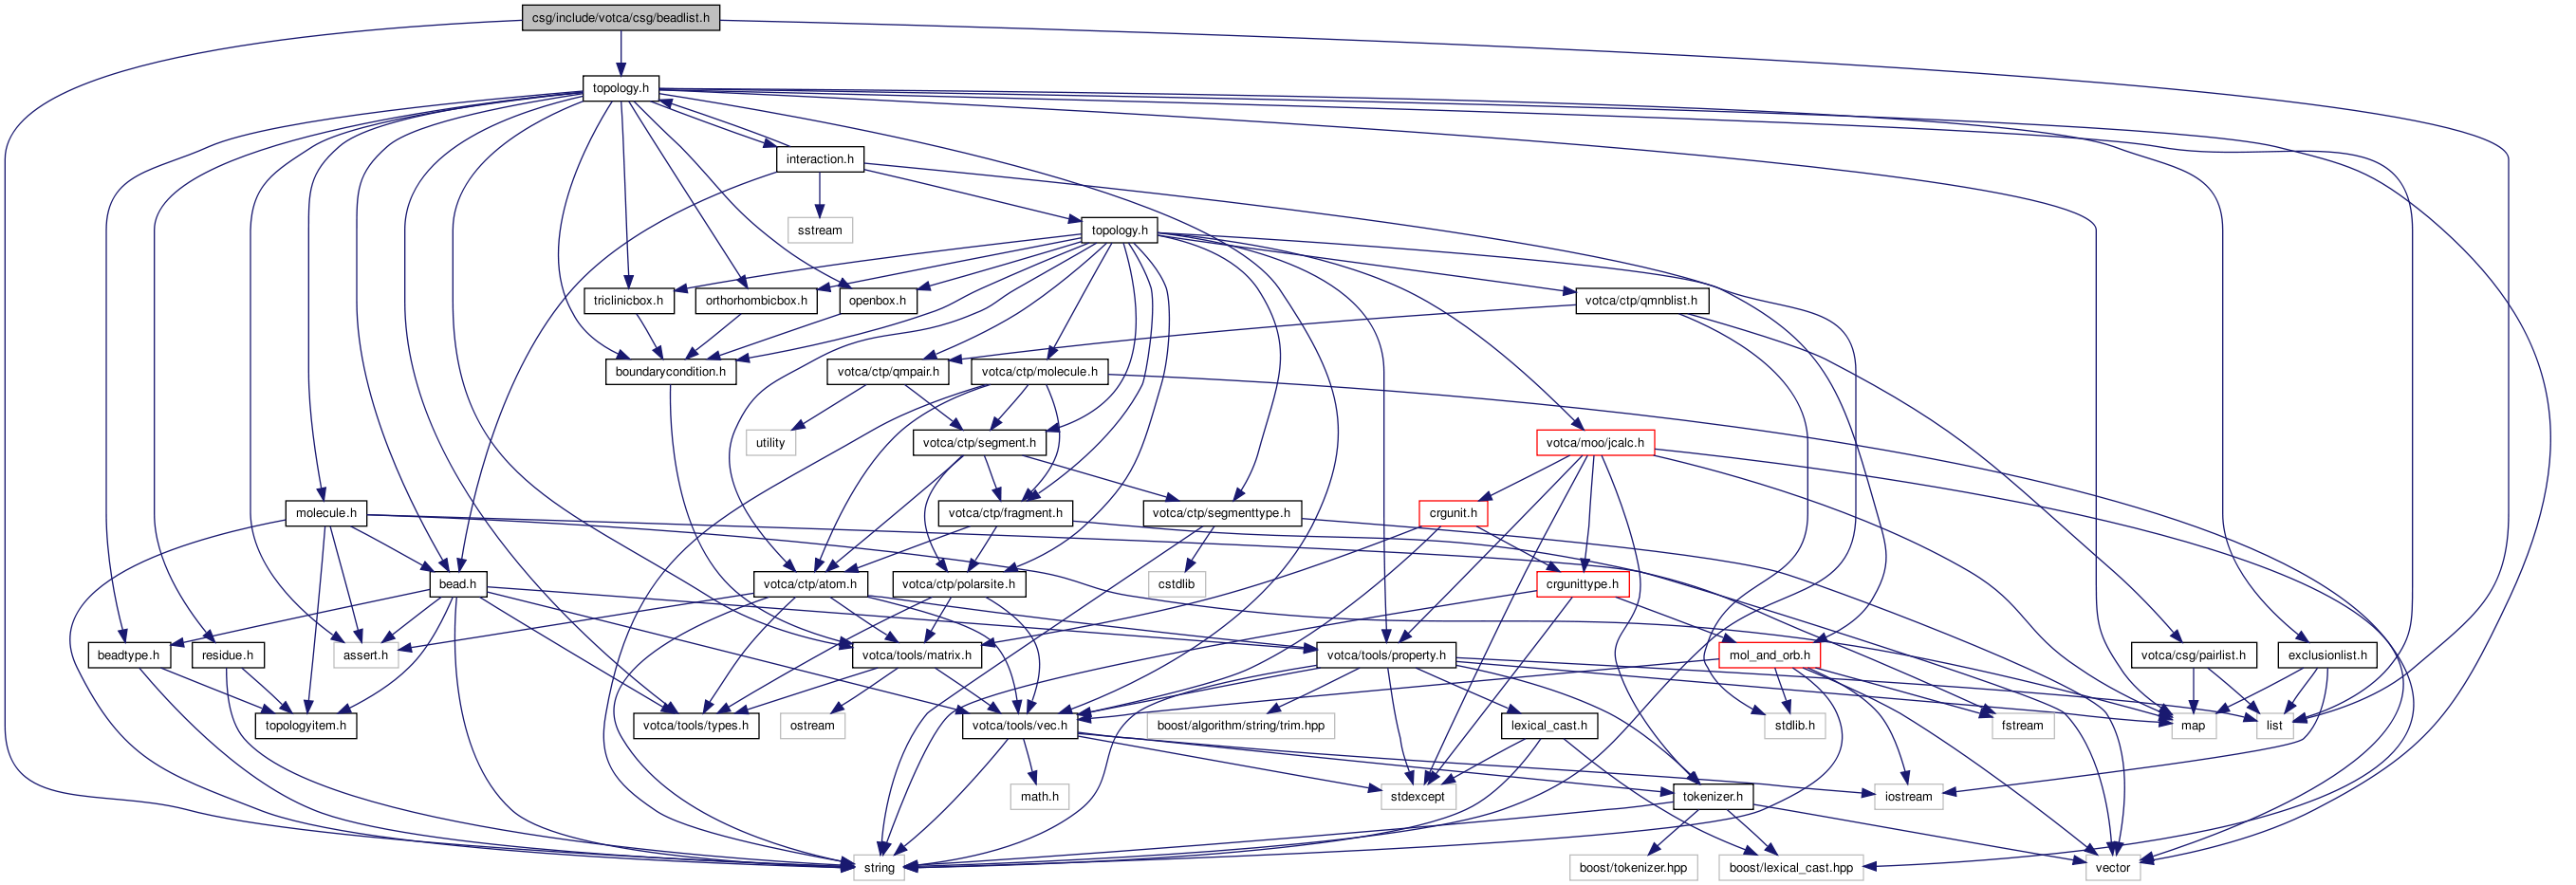 csg/include/votca/csg/beadlist.h
topology.h
interaction.h
sstream
topology.h
triclinicbox.h
orthorhombicbox.h
openbox.h
votca/ctp/qmnblist.h
boundarycondition.h
votca/ctp/qmpair.h
votca/ctp/molecule.h
utility
votca/ctp/segment.h
votca/moo/jcalc.h
molecule.h
votca/ctp/fragment.h
votca/ctp/segmenttype.h
crgunit.h
bead.h
votca/ctp/atom.h
votca/ctp/polarsite.h
cstdlib
crgunittype.h
beadtype.h
residue.h
assert.h
votca/tools/matrix.h
votca/tools/property.h
mol_and_orb.h
votca/csg/pairlist.h
exclusionlist.h
topologyitem.h
votca/tools/types.h
ostream
votca/tools/vec.h
boost/algorithm/string/trim.hpp
lexical_cast.h
stdlib.h
fstream
map
list
math.h
stdexcept
tokenizer.h
iostream
string
boost/tokenizer.hpp
boost/lexical_cast.hpp
vector